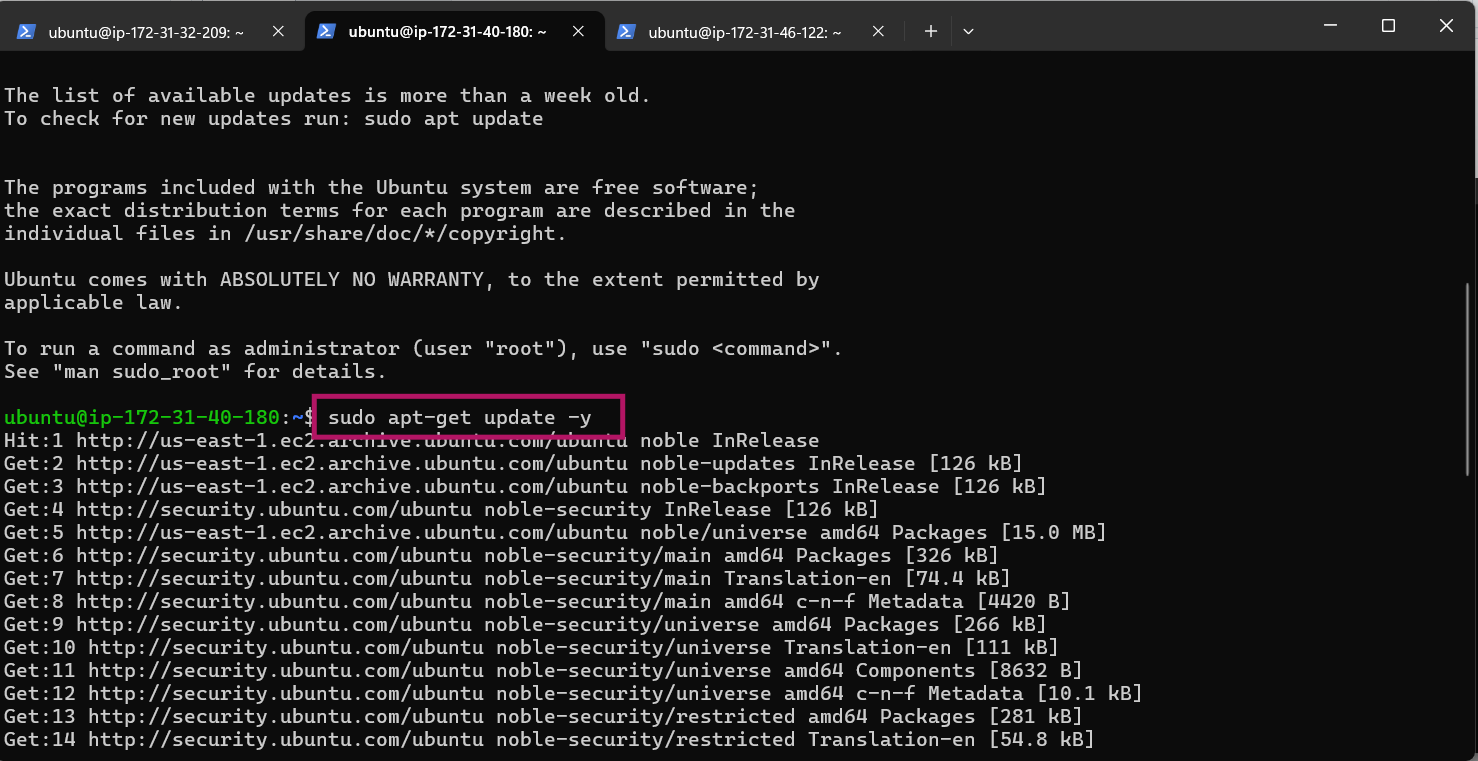 ubuntu@ip-172-31-32-209: ~
ubuntu@ip-172-31-40-180: ~
ubuntu@ip-172-31-46-122: ~
The list of available updates is more than a week old.
To check for new updates run: sudo apt update
The programs included with the Ubuntu system are free software;
the exact distribution terms for each program are described in the
individual files in /usr/share/doc/*/copyright.
Ubuntu comes with ABSOLUTELY NO WARRANTY, to the extent permitted by
applicable law.
To run a command as administrator (user "root"), use "sudo <command>".
See "man sudo_root" for details.
ubuntu@ip-172-31-40-180:~$ sudo apt-get update -y
Hit:1 http://us-east-1.ec2.archive.ubuntu.com/ubuntu noble InRelease
Get:2 http://us-east-1.ec2.archive.ubuntu.com/ubuntu noble-updates InRelease [126 kB]
Get:3 http://us-east-1.ec2.archive.ubuntu.com/ubuntu noble-backports InRelease [126 kB]
Get:4 http://security.ubuntu.com/ubuntu noble-security InRelease [126 kB]
Get:5 http://us-east-1.ec2.archive.ubuntu.com/ubuntu noble/universe amd64 Packages [15.0 MB]
Get:6 http://security.ubuntu.com/ubuntu noble-security/main amd64 Packages [326 kB]
Get:7 http://security.ubuntu.com/ubuntu noble-security/main Translation-en [74.4 kB]
Get:8 http://security.ubuntu.com/ubuntu noble-security/main amd64 c-n-f Metadata [4420 B]
Get:9 http://security.ubuntu.com/ubuntu noble-security/universe amd64 Packages [266 kB]
Get:10 http://security.ubuntu.com/ubuntu noble-security/universe Translation-en [111 kB]
Get:11 http://security.ubuntu.com/ubuntu noble-security/universe amd64 Components [8632 B]
Get:12 http://security.ubuntu.com/ubuntu noble-security/universe amd64 c-n-f Metadata [10.1 kB]
Get:13 http://security.ubuntu.com/ubuntu noble-security/restricted amd64 Packages [281 kB]
Get:14 http://security.ubuntu.com/ubuntu noble-security/restricted Translation-en [54.8 kB]